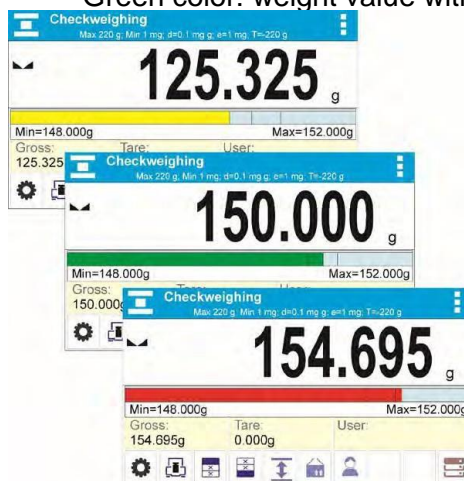 Green color: weight value with
Checkweighing
Max 220 g; Min 1 mg; d=0.1 mg g; e=1 mg; T=-220 g
125.325 g
Min=148.000g Max=152.000g
Gross: Tare: User:
125.325
Checkweighing
Max 220 g; Min 1 mg; d=0.1 mg g; e=1 mg; T=-220 g
150.000 g
Min=148.000g Max=152.000g
Gross:
150.000g
Checkweighing
Max 220 g; Min 1 mg; d=0.1 mg g; e=1 mg; T=-220 g
154.695 g
Min=148.000g Max=152.000g
Gross: Tare: User:
154.695g 0.000g